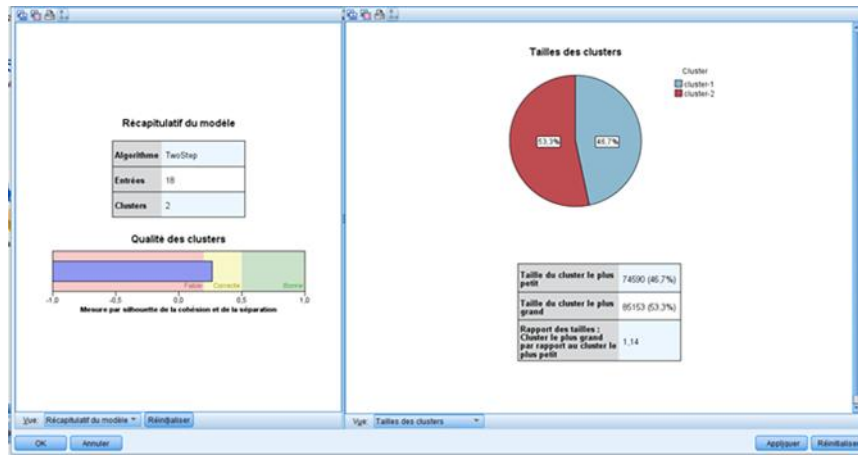 Récapitulatif du modèle
Algorithme TwoStep
Entrées 18
Clusters 2
Qualité des clusters
Faible Correcte Bonne
-1,0 -0,5 0,0 0,5 1,0
Mesure par silhouette de la cohésion et de la séparation
Vue: Récapitulatif du modèle Réinitialiser
Tailles des clusters
Cluster
cluster-1
cluster-2
53,3% 46,7%
Taille du cluster le plus
petit
74590 (46,7%)
Taille du cluster le plus
grand
85153 (53,3%)
Rapport des tailles :
Cluster le plus grand
par rapport au cluster le
plus petit
1,14
Vue: Tailles des clusters
OK Annuler Appliquer Réinitialiser